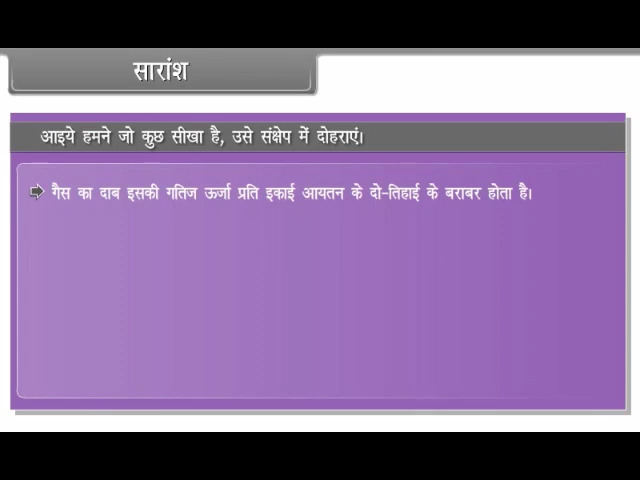 सारांश
आइये हमने जो कुछ सीखा है, उसे संक्षेप में दोहराएं।
गैस का दाब इसकी गतिज ऊर्जा प्रति इकाई आयतन के दो-तिहाई के बराबर होता है।